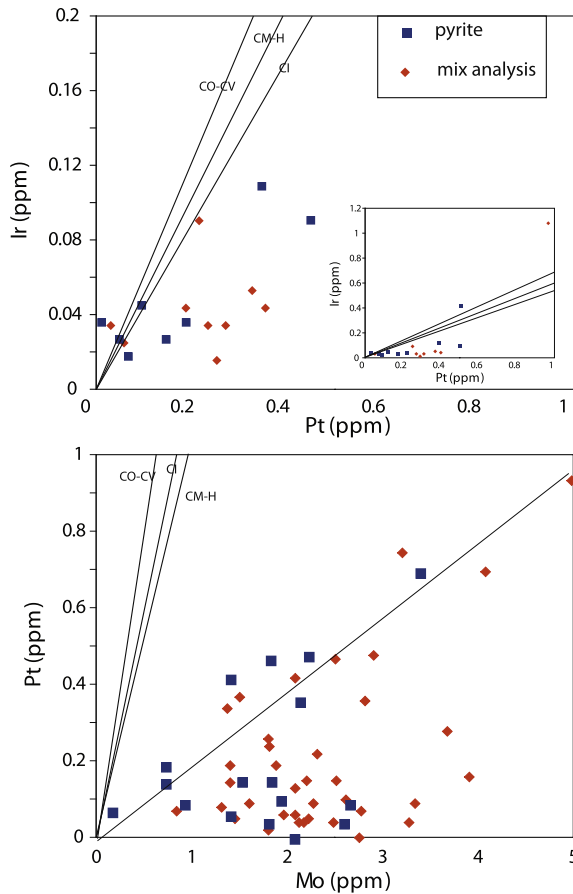 0.2
0.16
0.12
0.08
0.04
0
Ir (ppm)
CO-CV
CM-H
CI
pyrite
mix analysis
1.2
1
0.8
0.6
0.4
0.2
0
Ir (ppm)
0 0.2 0.4 0.6 0.8 1
Pt (ppm)
0 0.2 0.4 0.6 0.8 1
Pt (ppm)
1
0.8
0.6
0.4
0.2
0
Pt (ppm)
CO-CV
CI
CM-H
0 1 2 3 4 5
Mo (ppm)